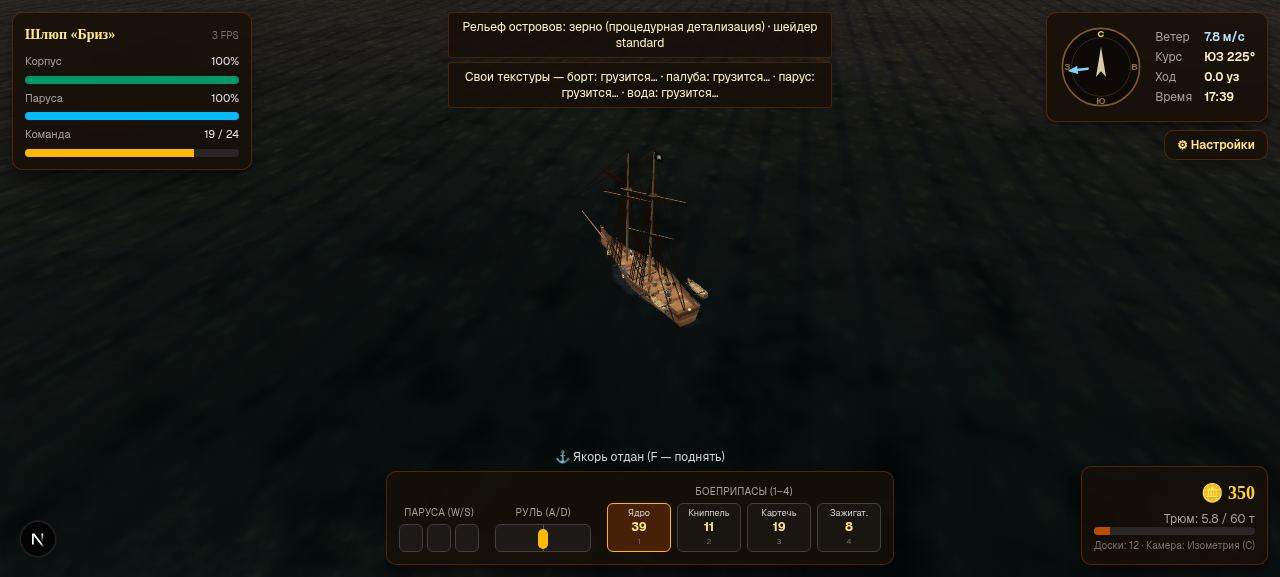 Шлюп «Бриз»
3 FPS
Корпус
100%
Паруса
100%
Команда
19 / 24
Рельеф островов: зерно (процедурная детализация) · шейдер
standard
Свои текстуры — борт: грузится… · палуба: грузится… · парус:
грузится… · вода: грузится…
С
З
В
Ю
Ветер 7.8 м/с
Курс ЮЗ 225°
Ход 0.0 уз
Время 17:39
⚙ Настройки
⚓ Якорь отдан (F — поднять)
ПАРУСА (W/S)
РУЛЬ (A/D)
БОЕПРИПАСЫ (1–4)
Ядро
39
1
Книппель
11
2
Картечь
19
3
Зажигат.
8
4
N
350
Трюм: 5.8 / 60 т
Доски: 12 · Камера: Изометрия (C)